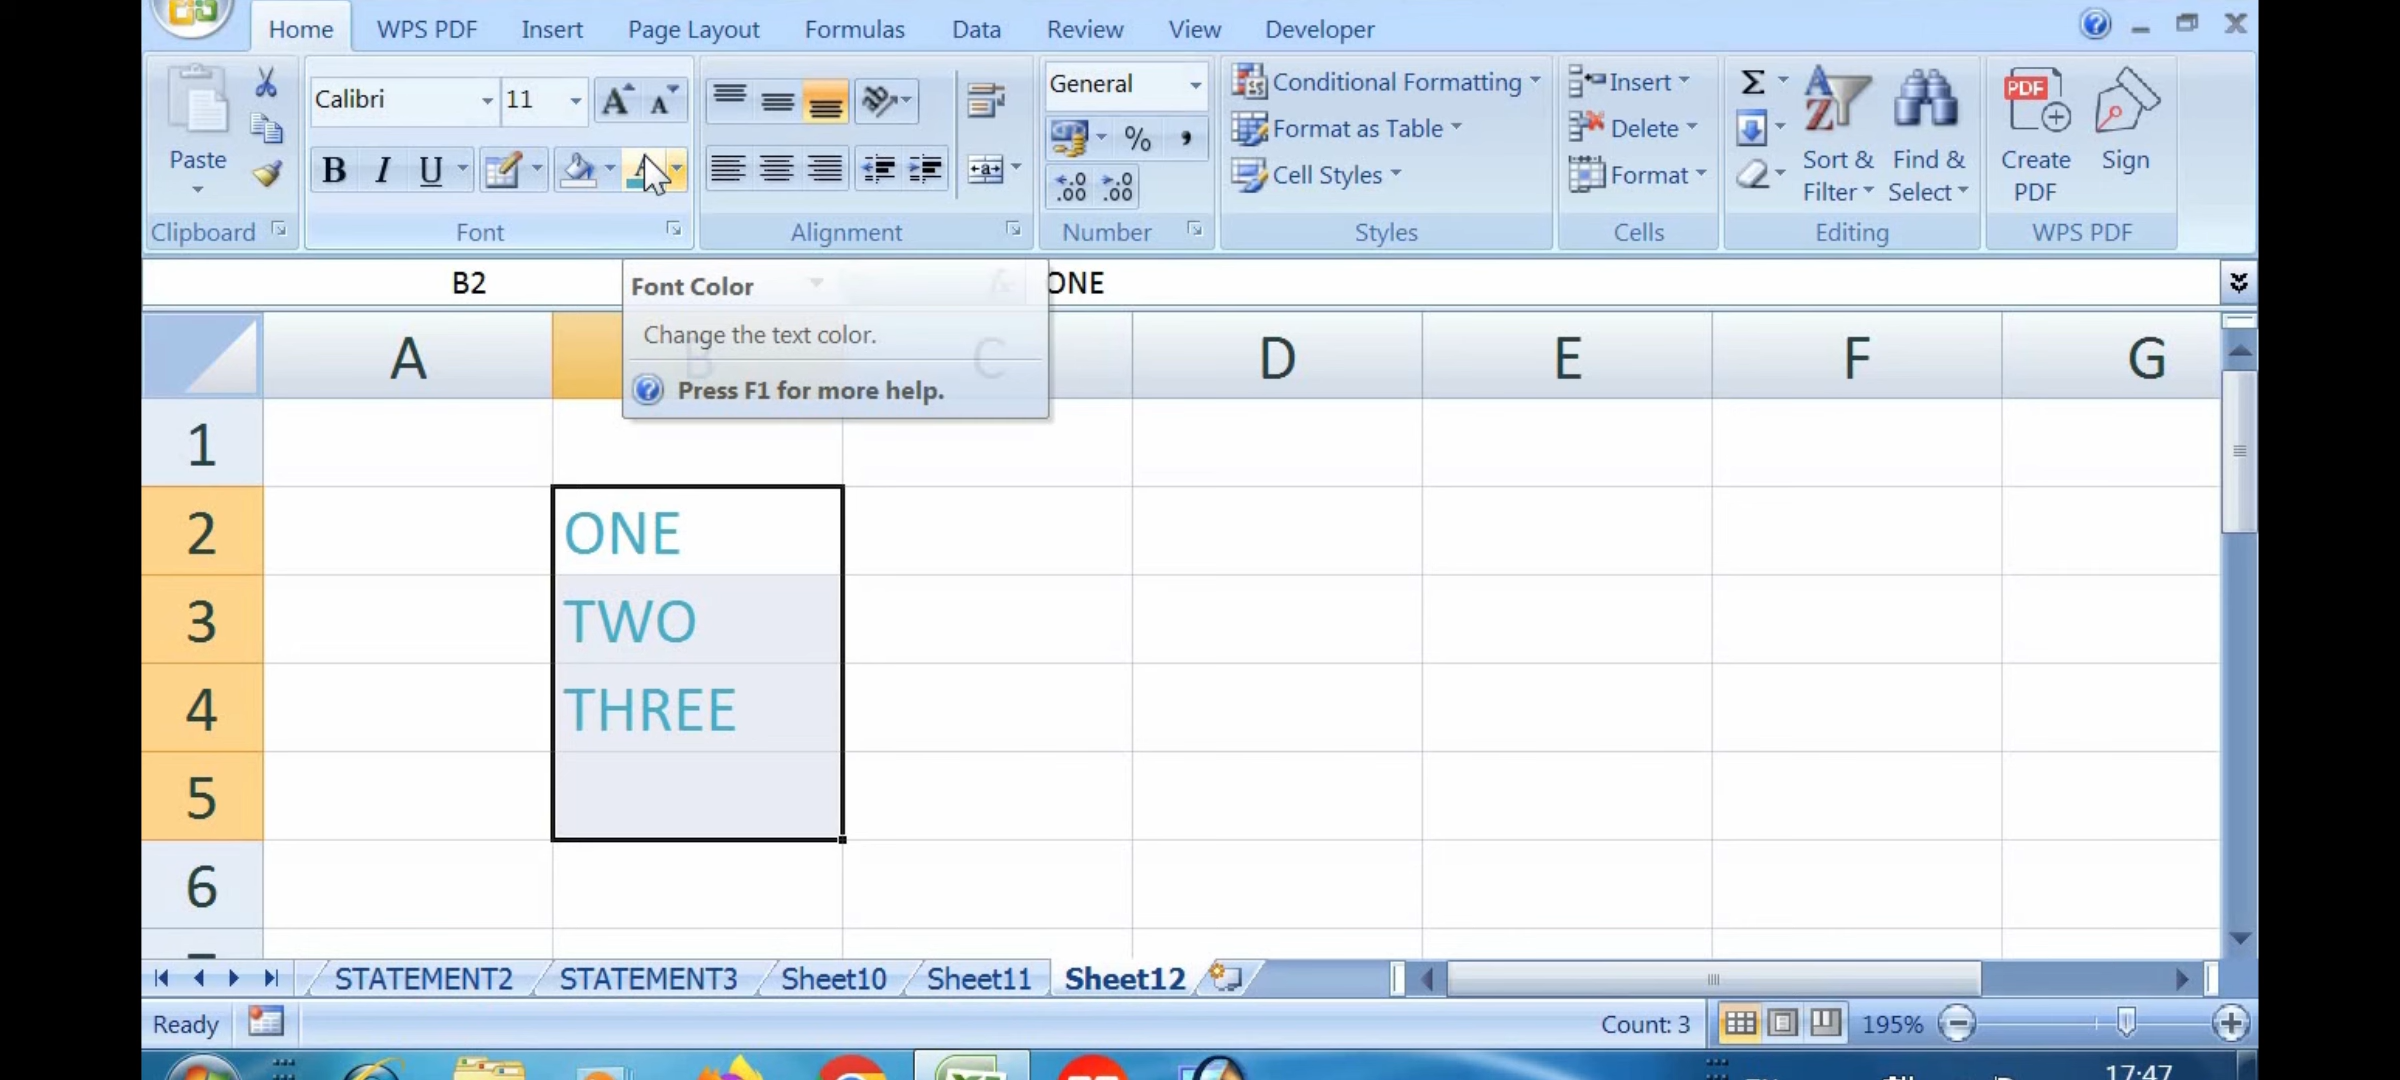 Home WPS PDF Insert Page Layout Formulas Data Review View Developer
Calibri 11 General Conditional Formatting Insert Σ
Format as Table Delete
Paste B I U A % , Cell Styles Format Sort & Filter Find & Select Create PDF Sign
Clipboard Font Alignment Number Styles Cells Editing WPS PDF
B2 ONE
Font Color
Change the text color.
Press F1 for more help.
A B C D E F G
1
2 ONE
3 TWO
4 THREE
5
6
STATEMENT2 STATEMENT3 Sheet10 Sheet11 Sheet12
Ready Count: 3 195%
17:47